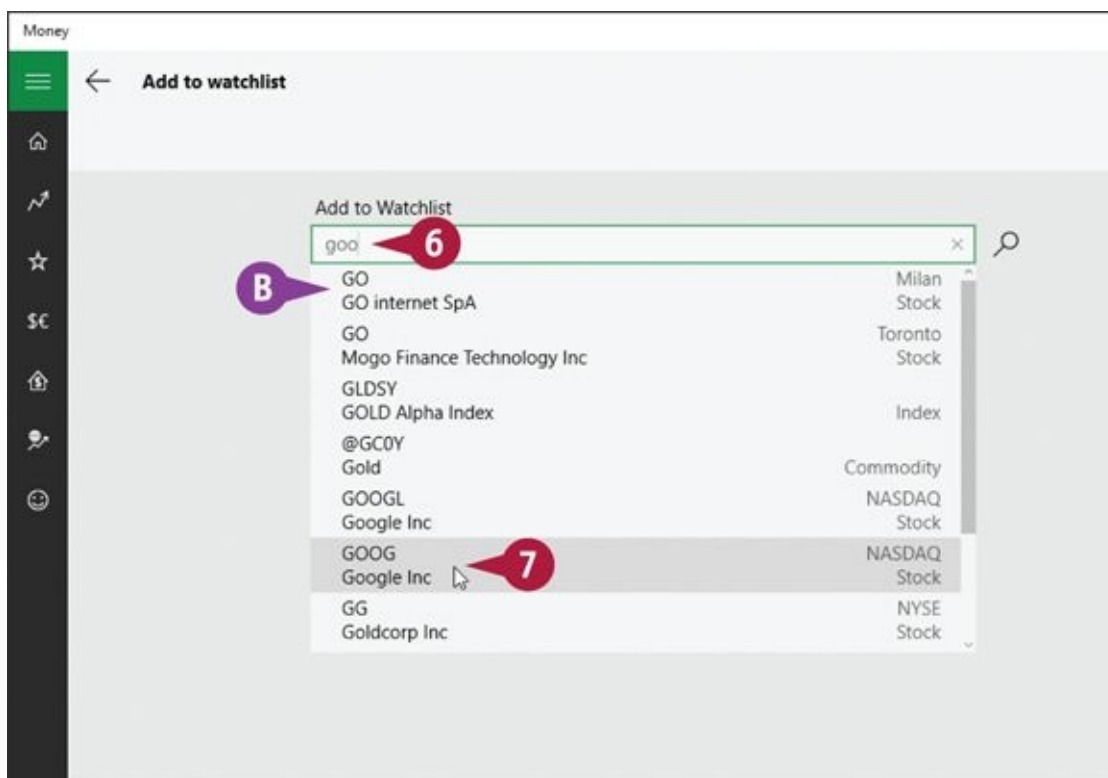 Money
Add to watchlist
$€
Add to Watchlist
goo
6
B
GO Milan
GO internet SpA Stock
GO Toronto
Mogo Finance Technology Inc Stock
GLDSY
GOLD Alpha Index Index
@GC0Y
Gold Commodity
GOOGL NASDAQ
Google Inc Stock
GOOG NASDAQ
Google Inc Stock
7
GG NYSE
Goldcorp Inc Stock